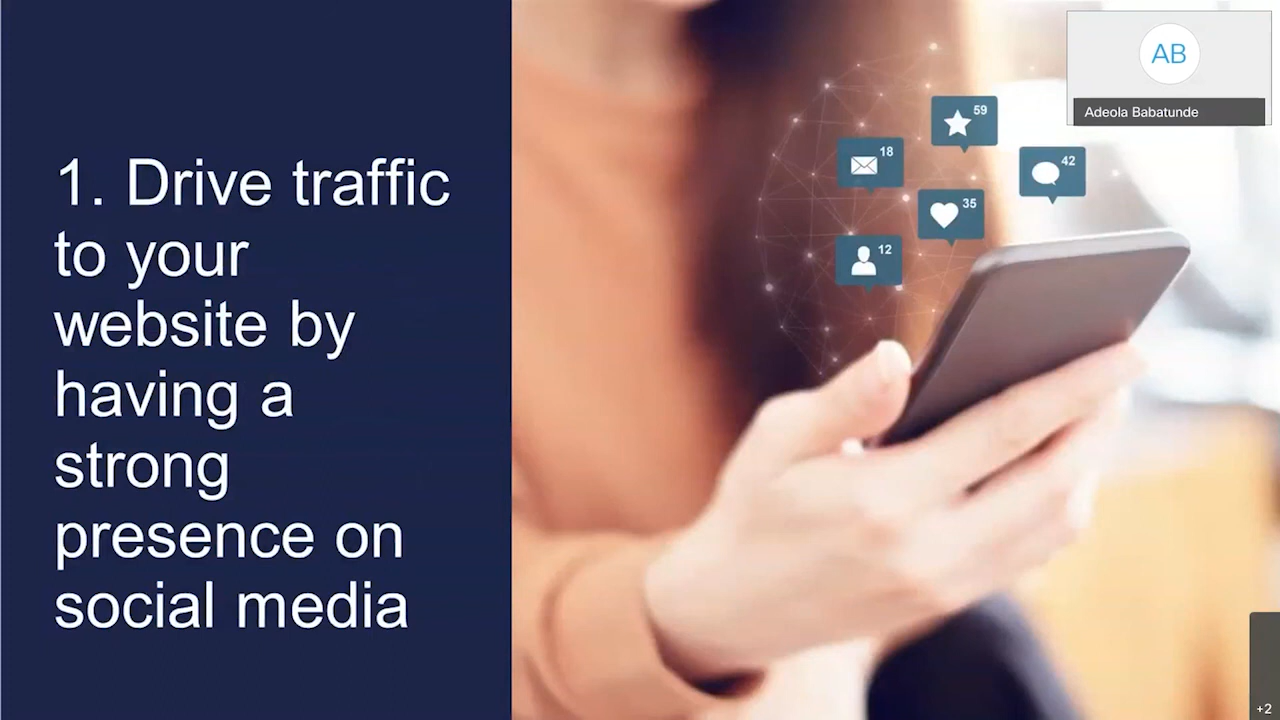 1. Drive traffic
to your
website by
having a
strong
presence on
social media
59
18
42
35
12
AB
Adeola Babatunde
+2